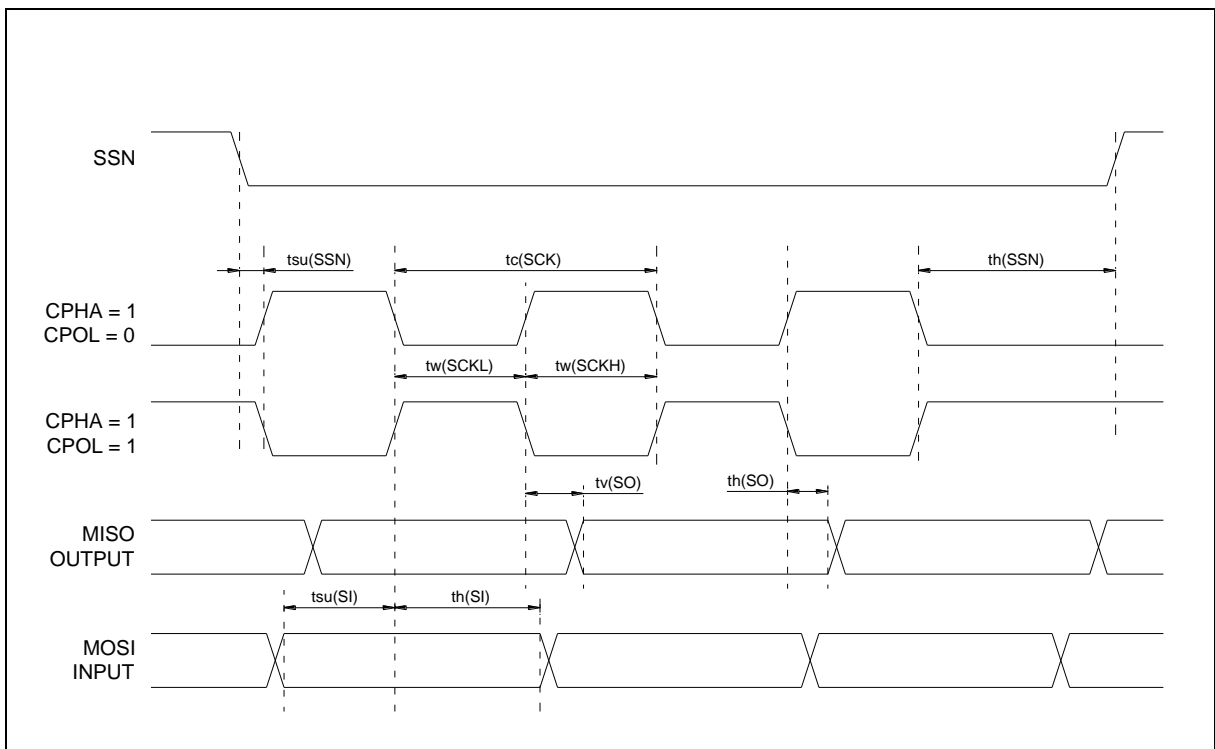 SSN
tsu(SSN)
tc(SCK)
th(SSN)
CPHA = 1
CPOL = 0
tw(SCKL)
tw(SCKH)
CPHA = 1
CPOL = 1
tv(SO)
th(SO)
MISO
OUTPUT
tsu(SI)
th(SI)
MOSI
INPUT